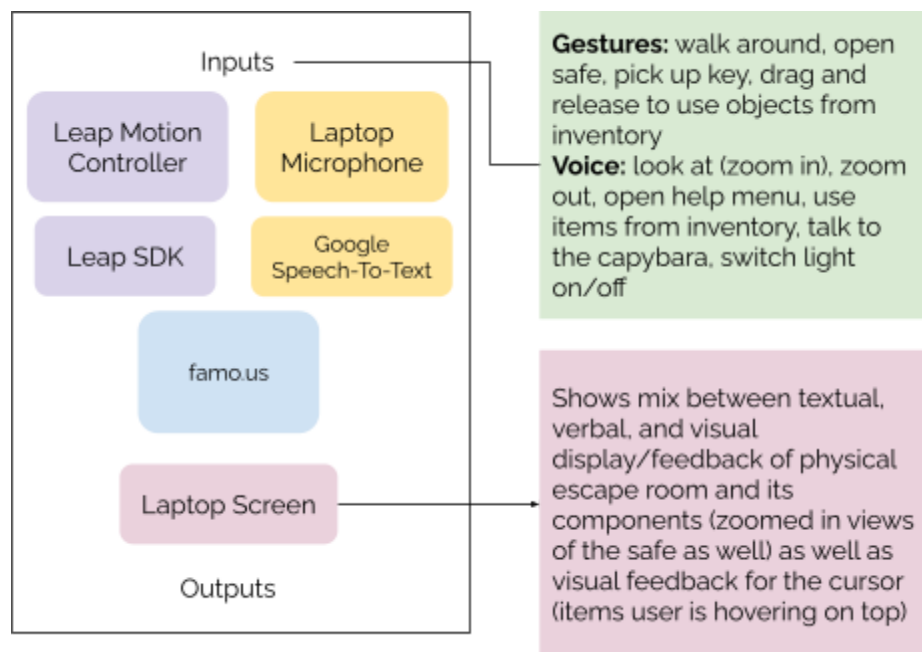 Inputs
Leap Motion
Controller
Laptop
Microphone
Leap SDK
Google
Speech-To-Text
famo.us
Laptop Screen
Outputs
Gestures: walk around, open
safe, pick up key, drag and
release to use objects from
inventory
Voice: look at (zoom in), zoom
out, open help menu, use
items from inventory, talk to
the capybara, switch light
on/off
Shows mix between textual,
verbal, and visual
display/feedback of physical
escape room and its
components (zoomed in views
of the safe as well) as well as
visual feedback for the cursor
(items user is hovering on top)